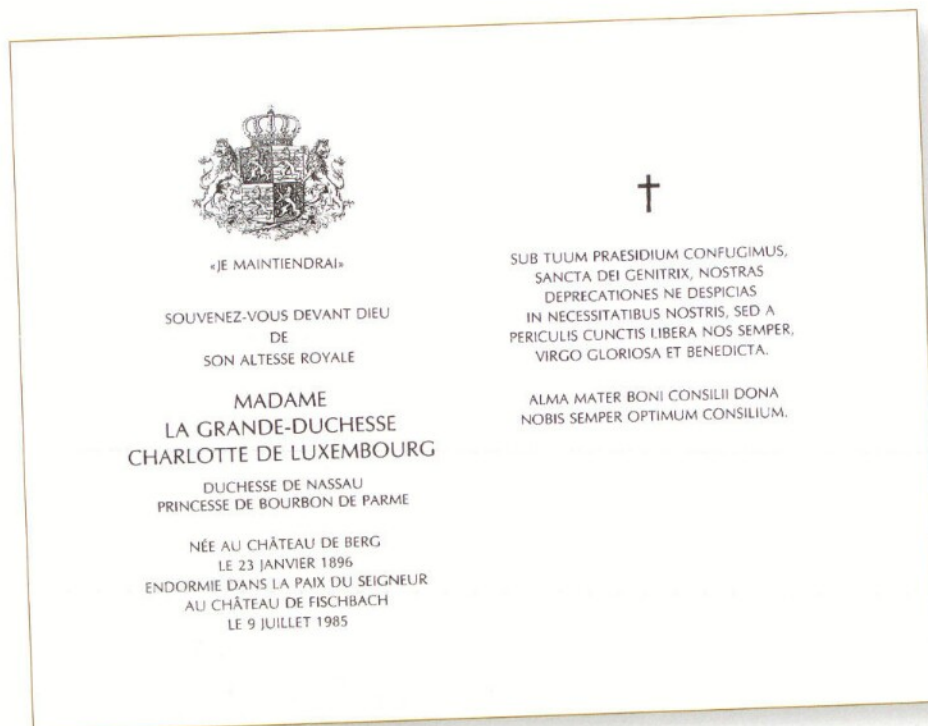 «JE MAINTIENDRAI»
SOUVENEZ-VOUS DEVANT DIEU
DE
SON ALTESSE ROYALE
MADAME
LA GRANDE-DUCHESSE
CHARLOTTE DE LUXEMBOURG
DUCHESSE DE NASSAU
PRINCESSE DE BOURBON DE PARME
NÉE AU CHÂTEAU DE BERG
LE 23 JANVIER 1896
ENDORMIE DANS LA PAIX DU SEIGNEUR
AU CHÂTEAU DE FISCHBACH
LE 9 JUILLET 1985
SUB TUUM PRAESIDIUM CONFUGIMUS,
SANCTA DEI GENITRIX, NOSTRAS
DEPRECATIONES NE DESPICIAS
IN NECESSITATIBUS NOSTRIS, SED A
PERICULIS CUNCTIS LIBERA NOS SEMPER,
VIRGO GLORIOSA ET BENEDICTA.
ALMA MATER BONI CONSILII DONA
NOBIS SEMPER OPTIMUM CONSILIUM.